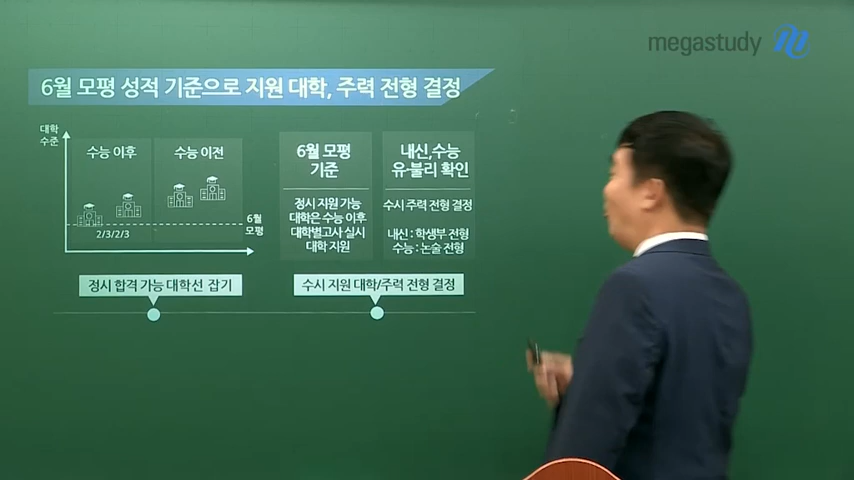 megastudy
6월 모평 성적 기준으로 지원 대학, 주력 전형 결정
대학
수준
수능 이후
수능 이전
2/3/2/3
6월
모평
6월 모평
기준
정시 지원 가능
대학은 수능 이후
대학별고사 실시
대학 지원
내신,수능
유·불리 확인
수시 주력 전형 결정
내신 : 학생부 전형
수능 : 논술 전형
정시 합격 가능 대학선 잡기
수시 지원 대학/주력 전형 결정